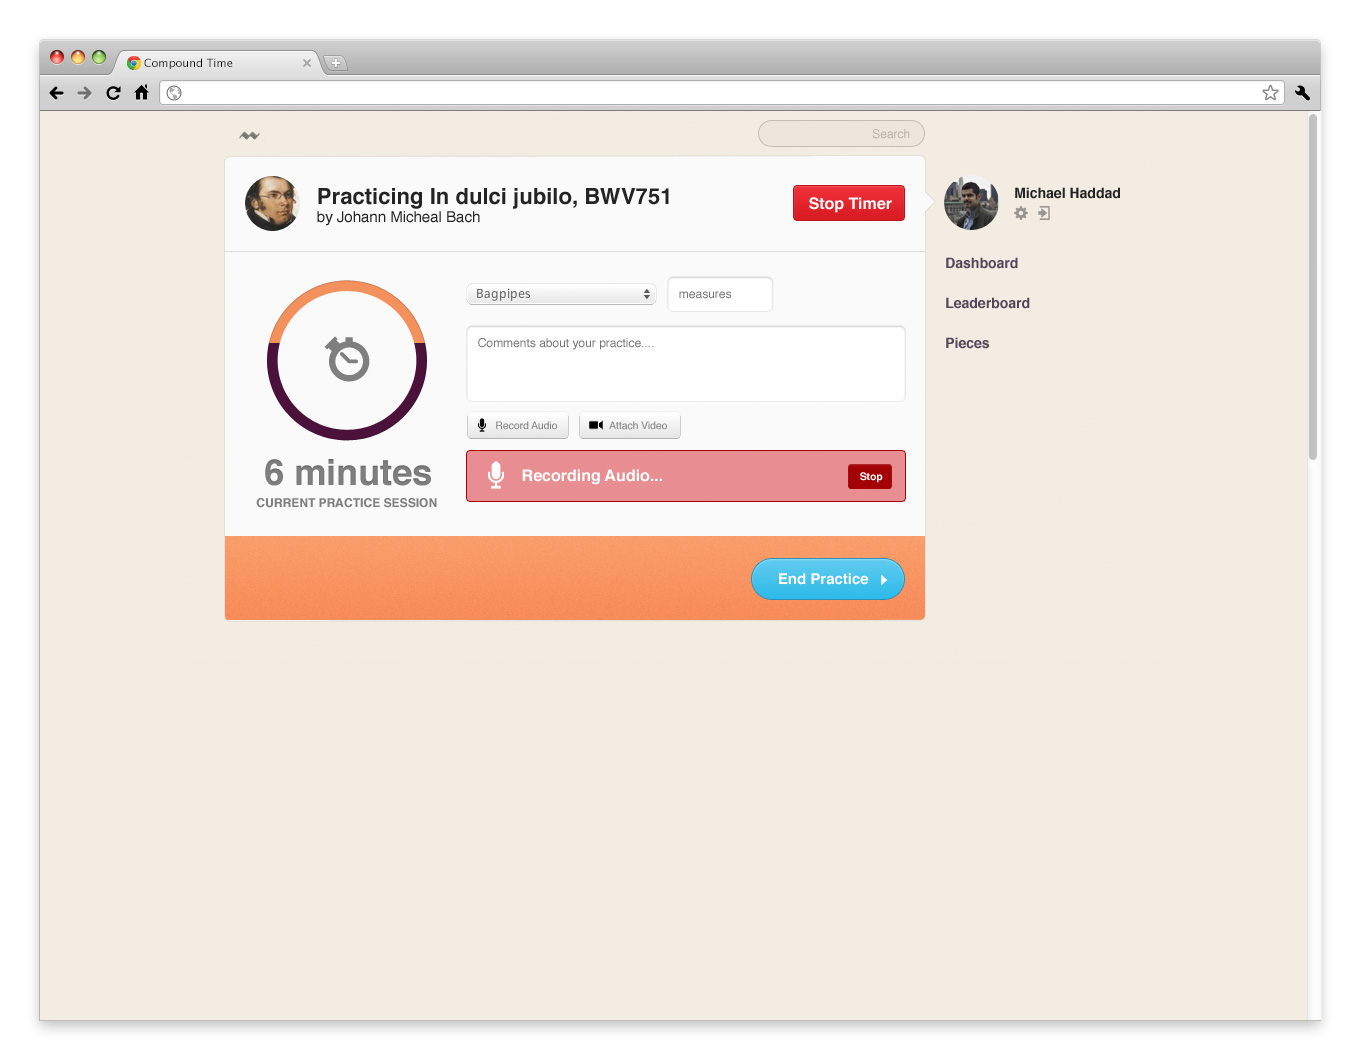 Compound Time
Search
Practicing In dulci jubilo, BWV751
by Johann Micheal Bach
Stop Timer
Michael Haddad
Dashboard
Leaderboard
Pieces
Bagpipes
measures
Comments about your practice....
Record Audio
Attach Video
6 minutes
CURRENT PRACTICE SESSION
Recording Audio...
Stop
End Practice